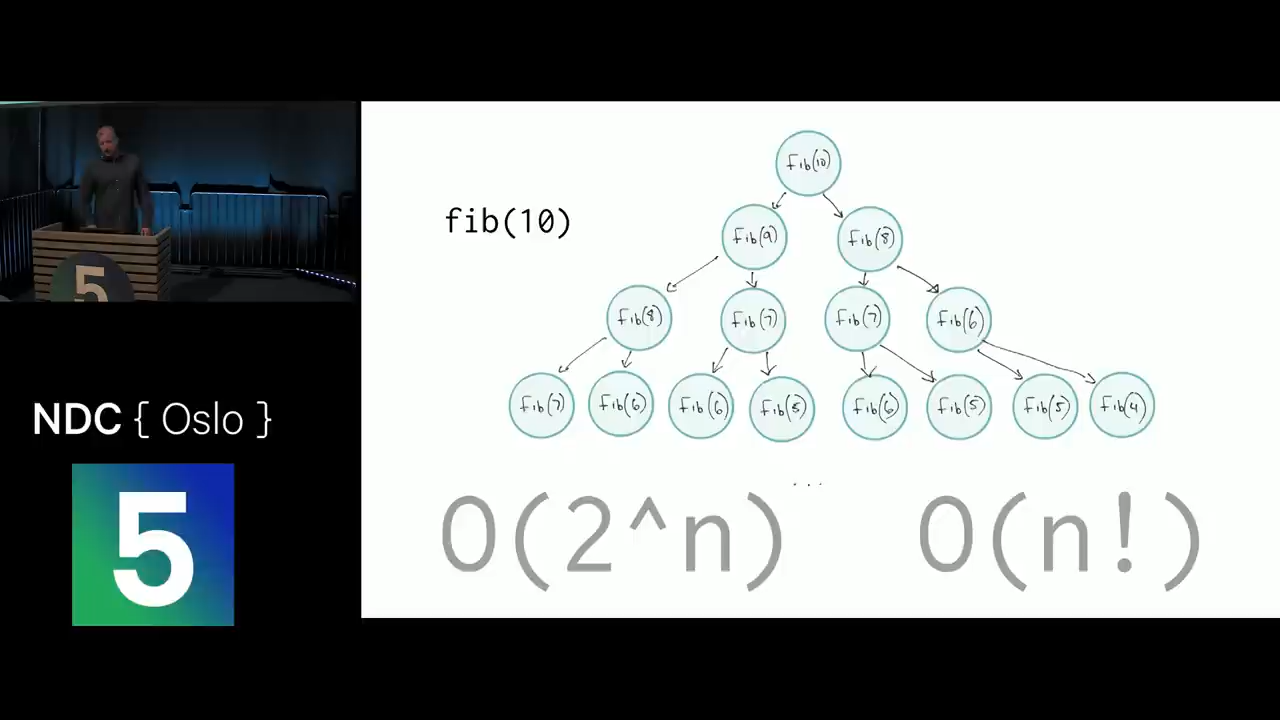 5
NDC { Oslo }
5
fib(10)
fib(10)
fib(9) fib(8)
fib(8) fib(7) fib(7) fib(6)
fib(7) fib(6) fib(6) fib(5) fib(6) fib(5) fib(5) fib(4)
...
O(2^n) O(n!)